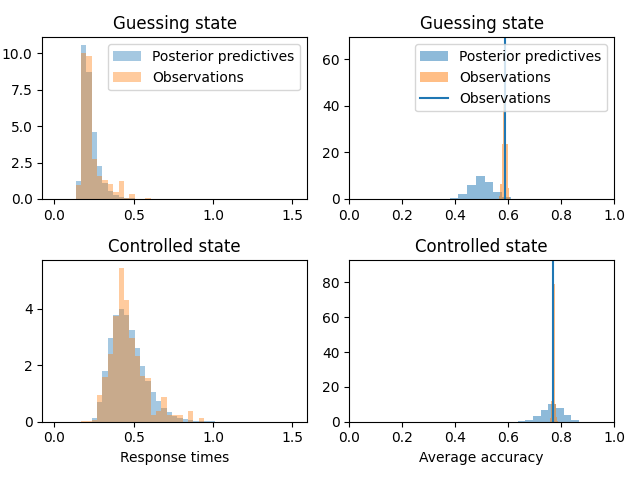 Guessing state
Posterior predictives
Observations
10.0
7.5
5.0
2.5
0.0
0.0 0.5 1.0 1.5
Guessing state
Posterior predictives
Observations
Observations
60
40
20
0
0.0 0.2 0.4 0.6 0.8 1.0
Controlled state
4
2
0
0.0 0.5 1.0 1.5
Response times
Controlled state
80
60
40
20
0
0.0 0.2 0.4 0.6 0.8 1.0
Average accuracy